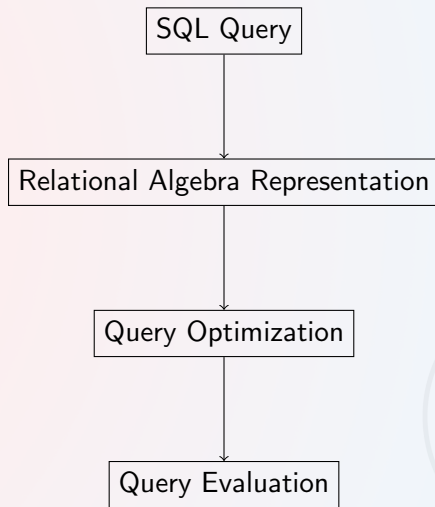 SQL Query
Relational Algebra Representation
Query Optimization
Query Evaluation